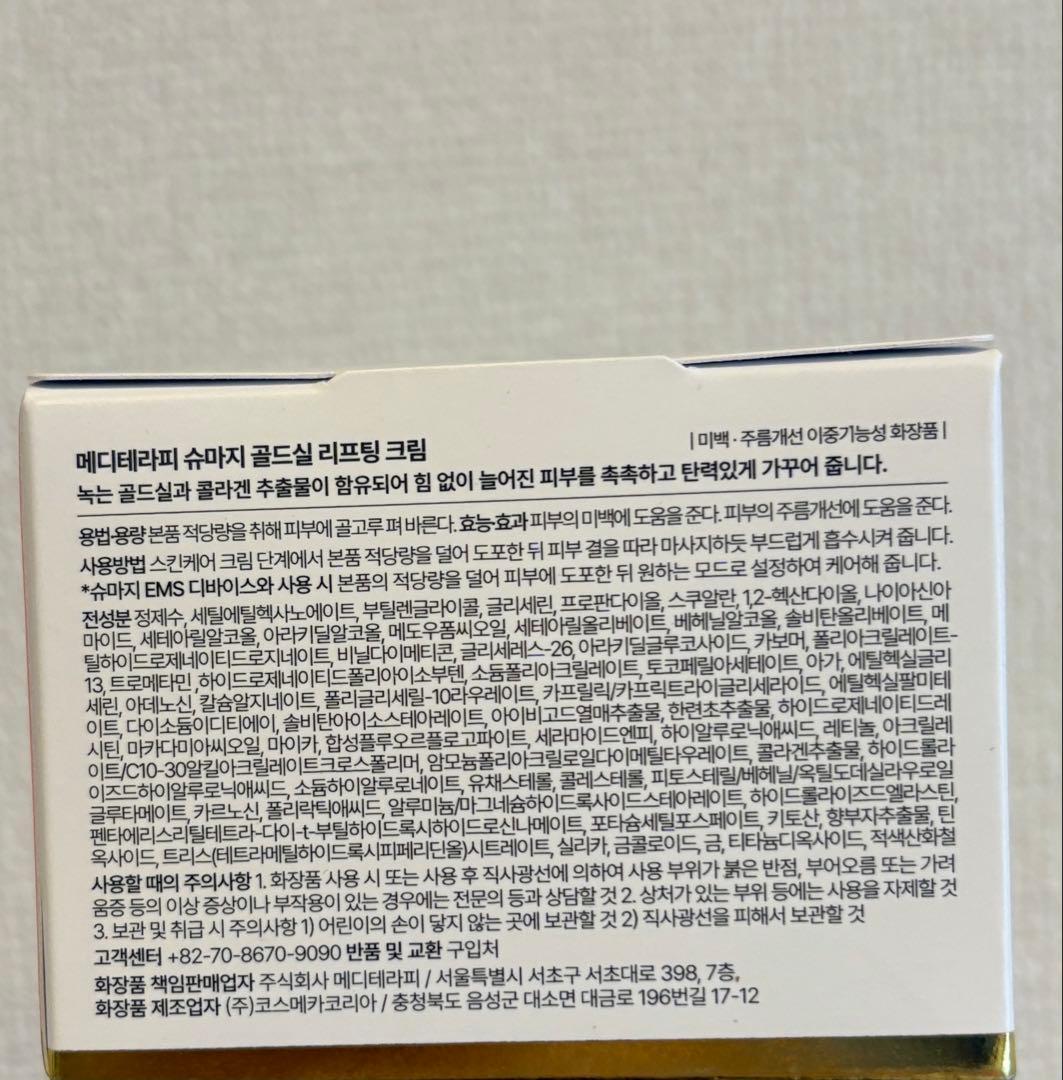 메디테라피 슈마지 골드실 리프팅 크림
| 미백 · 주름개선 이중기능성 화장품 |
녹는 골드실과 콜라겐 추출물이 함유되어 힘 없이 늘어진 피부를 촉촉하고 탄력있게 가꾸어 줍니다.
용법·용량 본품 적당량을 취해 피부에 골고루 펴 바른다. 효능·효과 피부의 미백에 도움을 준다. 피부의 주름개선에 도움을 준다.
사용방법 스킨케어 크림 단계에서 본품 적당량을 덜어 도포한 뒤 피부 결을 따라 마사지하듯 부드럽게 흡수시켜 줍니다.
*슈마지 EMS 디바이스와 사용 시 본품의 적당량을 덜어 피부에 도포한 뒤 원하는 모드로 설정하여 케어해 줍니다.
전성분 정제수, 세틸에틸헥사노에이트, 부틸렌글라이콜, 글리세린, 프로판다이올, 스쿠알란, 1,2-헥산다이올, 나이아신아
마이드, 세테아릴알코올, 아라키딜알코올, 메도우폼씨오일, 세테아릴올리베이트, 베헤닐알코올, 솔비탄올리베이트, 메
틸하이드로제네이티드로지네이트, 비닐다이메티콘, 글리세레스-26, 아라키딜글루코사이드, 카보머, 폴리아크릴레이트-
13, 트로메타민, 하이드로제네이티드폴리아이소부텐, 소듐폴리아크릴레이트, 토코페릴아세테이트, 아가, 에틸헥실글리
세린, 아데노신, 칼슘알지네이트, 폴리글리세릴-10라우레이트, 카프릴릭/카프릭트라이글리세라이드, 에틸헥실팔미테
이트, 다이소듐이디티에이, 솔비탄아이소스테아레이트, 아이비고드열매추출물, 한련초추출물, 하이드로제네이티드레
시틴, 마카다미아씨오일, 마이카, 합성플루오르플로고파이트, 세라마이드엔피, 하이알루로닉애씨드, 레티놀, 아크릴레
이트/C10-30알킬아크릴레이트크로스폴리머, 암모늄폴리아크릴로일다이메틸타우레이트, 콜라겐추출물, 하이드롤라
이즈드하이알루로닉애씨드, 소듐하이알루로네이트, 유채스테롤, 콜레스테롤, 피토스테릴/베헤닐/옥틸도데실라우로일
글루타메이트, 카르노신, 폴리락틱애씨드, 알루미늄/마그네슘하이드록사이드스테아레이트, 하이드롤라이즈드엘라스틴,
펜타에리스리틸테트라-다이-t-부틸하이드록시하이드로신나메이트, 포타슘세틸포스페이트, 키토산, 향부자추출물, 틴
옥사이드, 트리스(테트라메틸하이드록시피페리딘올)시트레이트, 실리카, 금콜로이드, 금, 티타늄디옥사이드, 적색산화철
사용할 때의 주의사항 1. 화장품 사용 시 또는 사용 후 직사광선에 의하여 사용 부위가 붉은 반점, 부어오름 또는 가려
움증 등의 이상 증상이나 부작용이 있는 경우에는 전문의 등과 상담할 것 2. 상처가 있는 부위 등에는 사용을 자제할 것
3. 보관 및 취급 시 주의사항 1) 어린이의 손이 닿지 않는 곳에 보관할 것 2) 직사광선을 피해서 보관할 것
고객센터 +82-70-8670-9090 반품 및 교환 구입처
화장품 책임판매업자 주식회사 메디테라피 / 서울특별시 서초구 서초대로 398, 7층,
화장품 제조업자 (주)코스메카코리아 / 충청북도 음성군 대소면 대금로 196번길 17-12